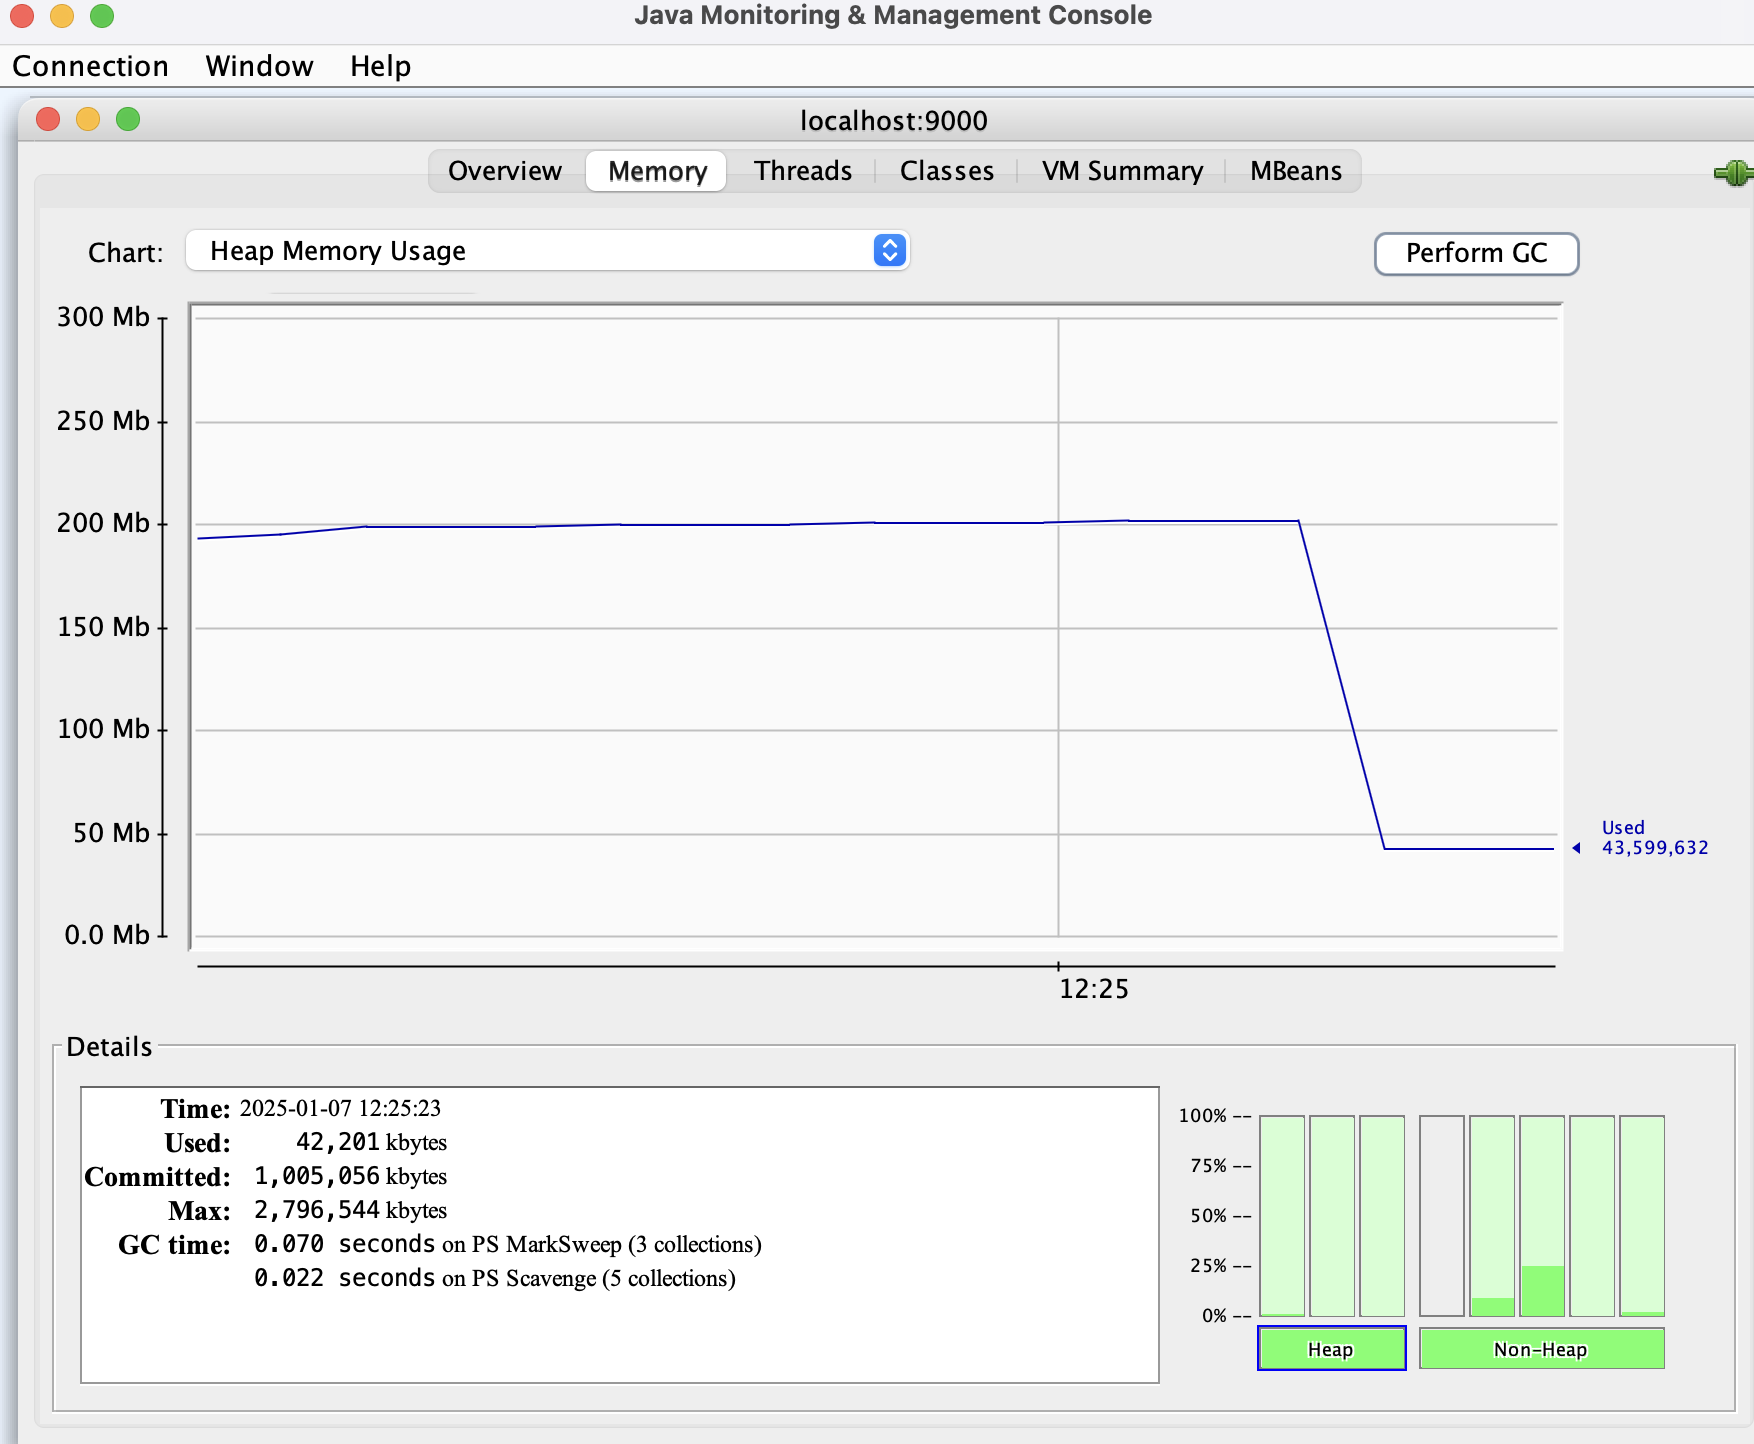 Java Monitoring & Management Console
Connection Window Help
localhost:9000
Overview Memory Threads Classes VM Summary MBeans
Chart: Heap Memory Usage Perform GC
300 Mb
250 Mb
200 Mb
150 Mb
100 Mb
50 Mb
0.0 Mb
Used
43,599,632
12:25
Details
Time: 2025-01-07 12:25:23
Used: 42,201 kbytes
Committed: 1,005,056 kbytes
Max: 2,796,544 kbytes
GC time: 0.070 seconds on PS MarkSweep (3 collections)
0.022 seconds on PS Scavenge (5 collections)
100% --
75% --
50% --
25% --
0% --
Heap Non-Heap